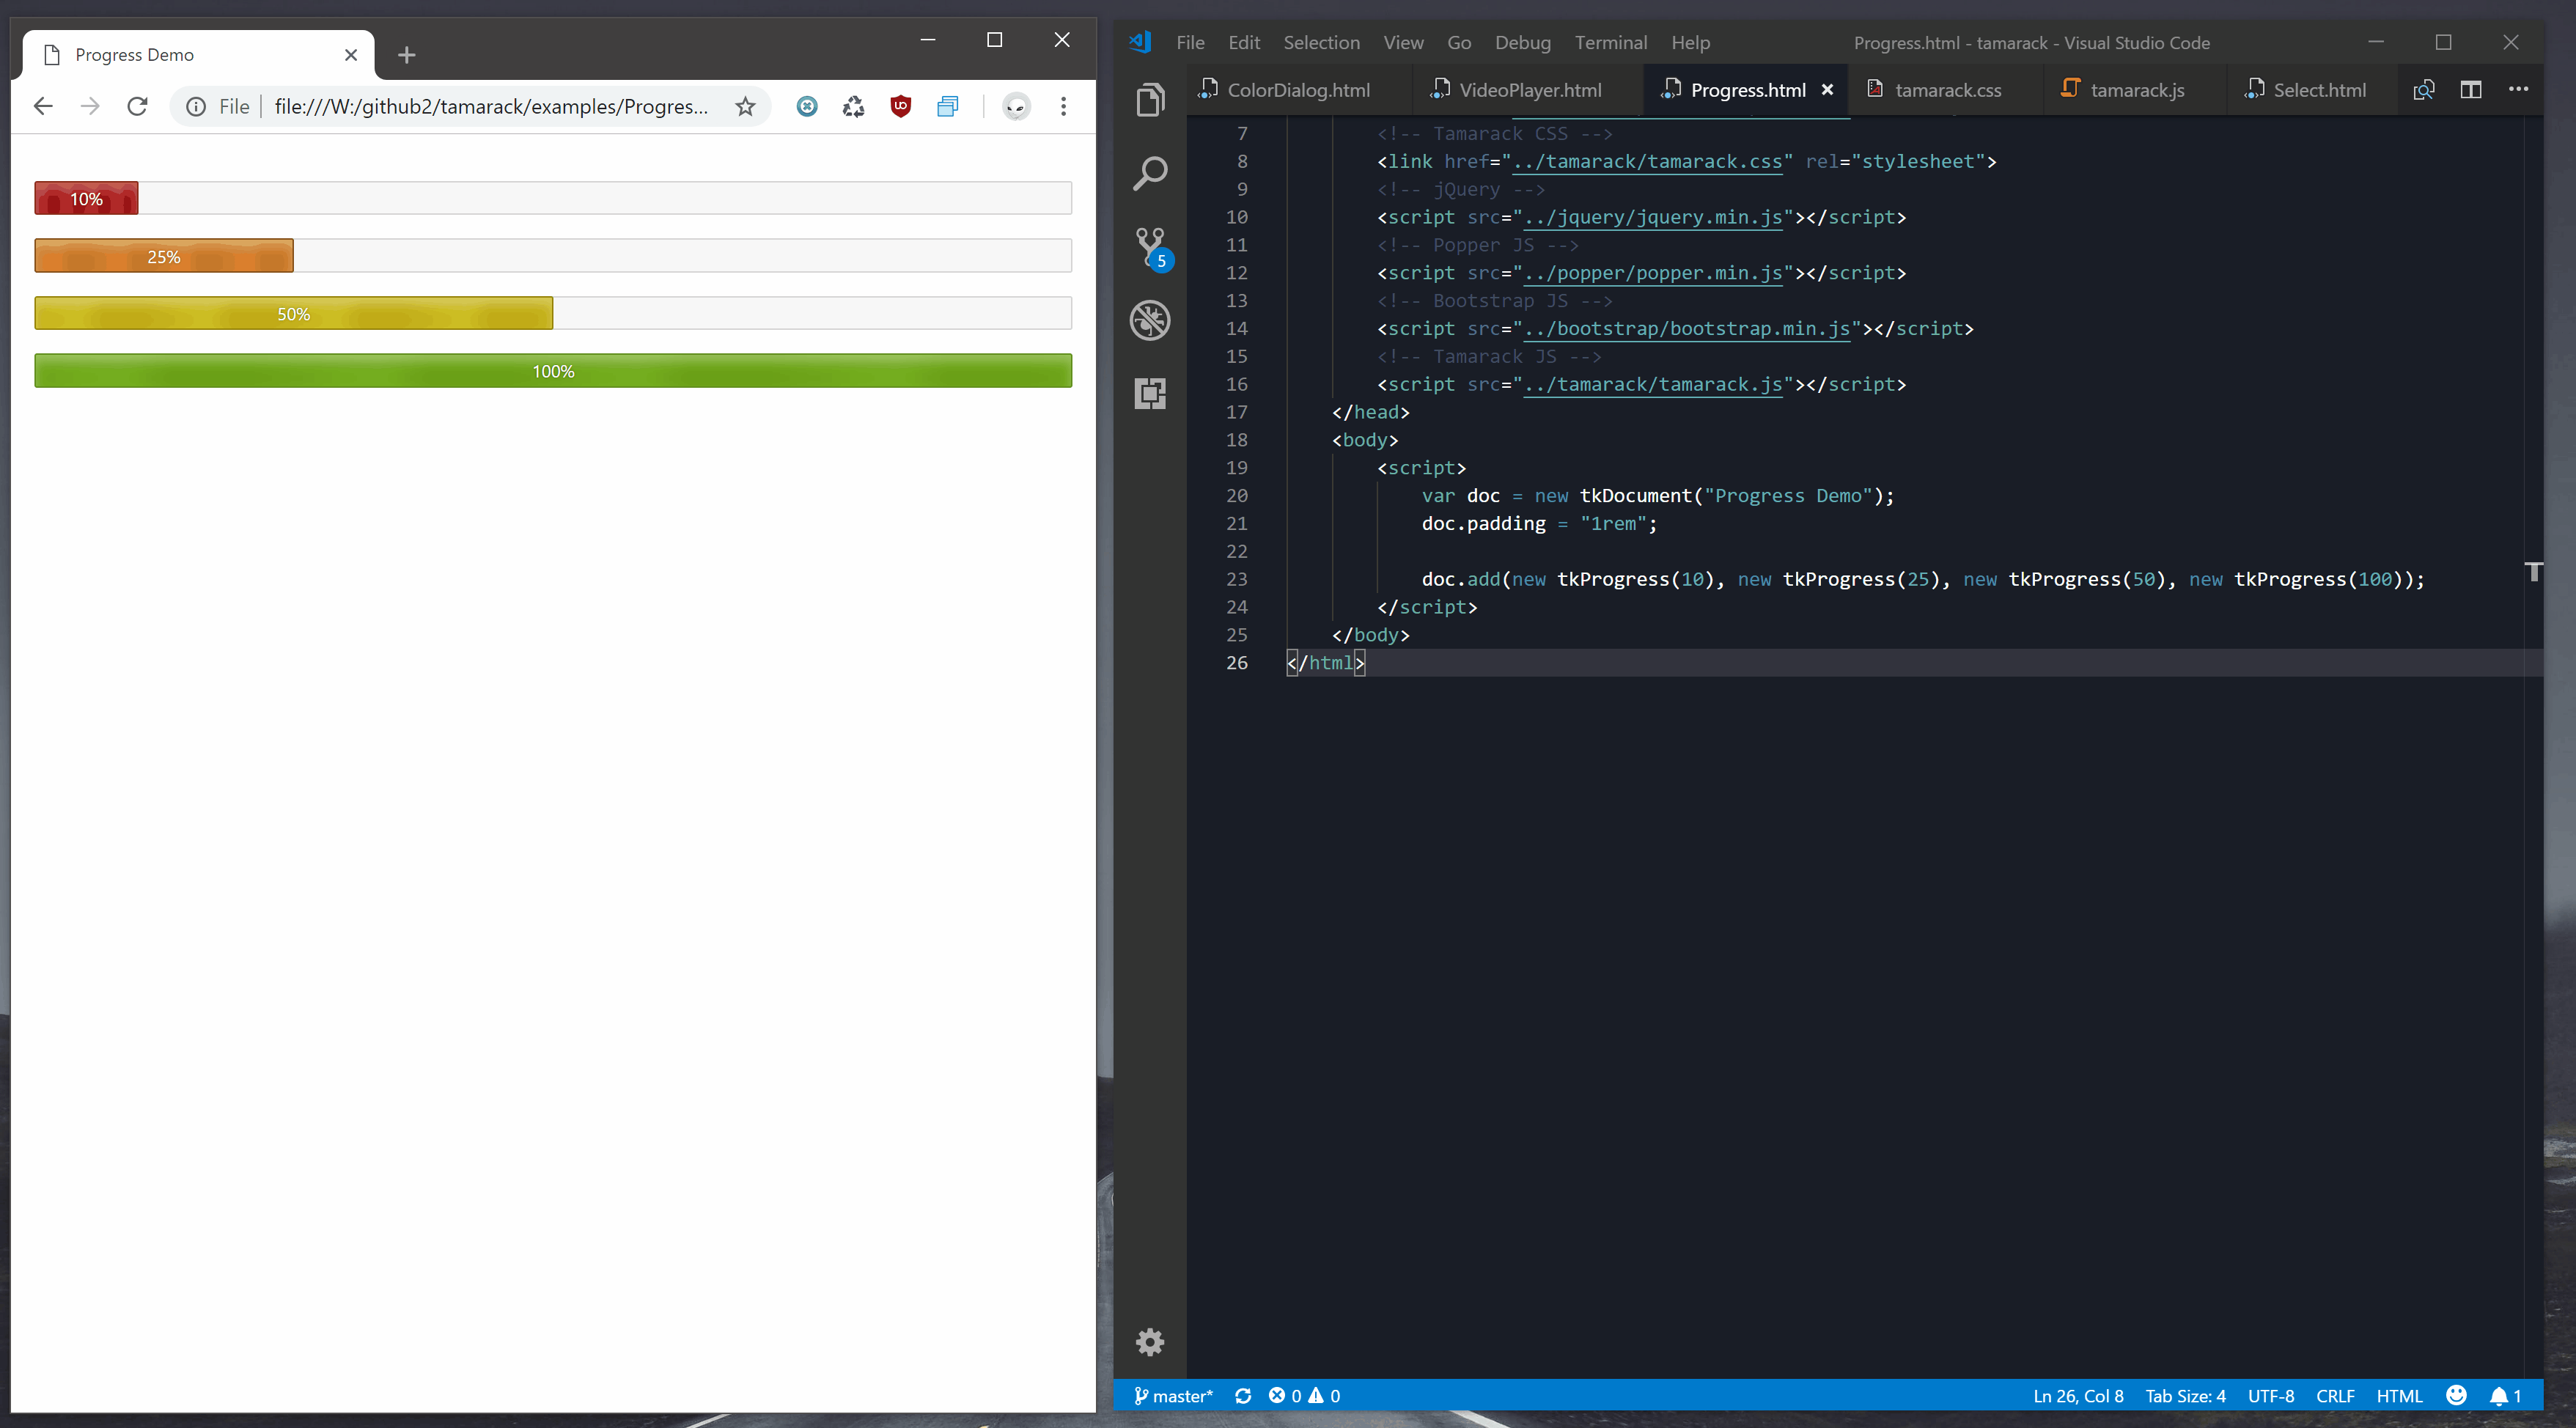 Progress Demo
File file:///W:/github2/tamarack/examples/Progres...
10%
25%
50%
100%
File Edit Selection View Go Debug Terminal Help Progress.html - tamarack - Visual Studio Code
ColorDialog.html VideoPlayer.html Progress.html tamarack.css tamarack.js Select.html
5
7 <!-- Tamarack CSS -->
8 <link href="../tamarack/tamarack.css" rel="stylesheet">
9 <!-- jQuery -->
10 <script src="../jquery/jquery.min.js"></script>
11 <!-- Popper JS -->
12 <script src="../popper/popper.min.js"></script>
13 <!-- Bootstrap JS -->
14 <script src="../bootstrap/bootstrap.min.js"></script>
15 <!-- Tamarack JS -->
16 <script src="../tamarack/tamarack.js"></script>
17 </head>
18 <body>
19 <script>
20 var doc = new tkDocument("Progress Demo");
21 doc.padding = "1rem";
22
23 doc.add(new tkProgress(10), new tkProgress(25), new tkProgress(50), new tkProgress(100));
24 </script>
25 </body>
26 </html>
master* 0 0 Ln 26, Col 8 Tab Size: 4 UTF-8 CRLF HTML 1